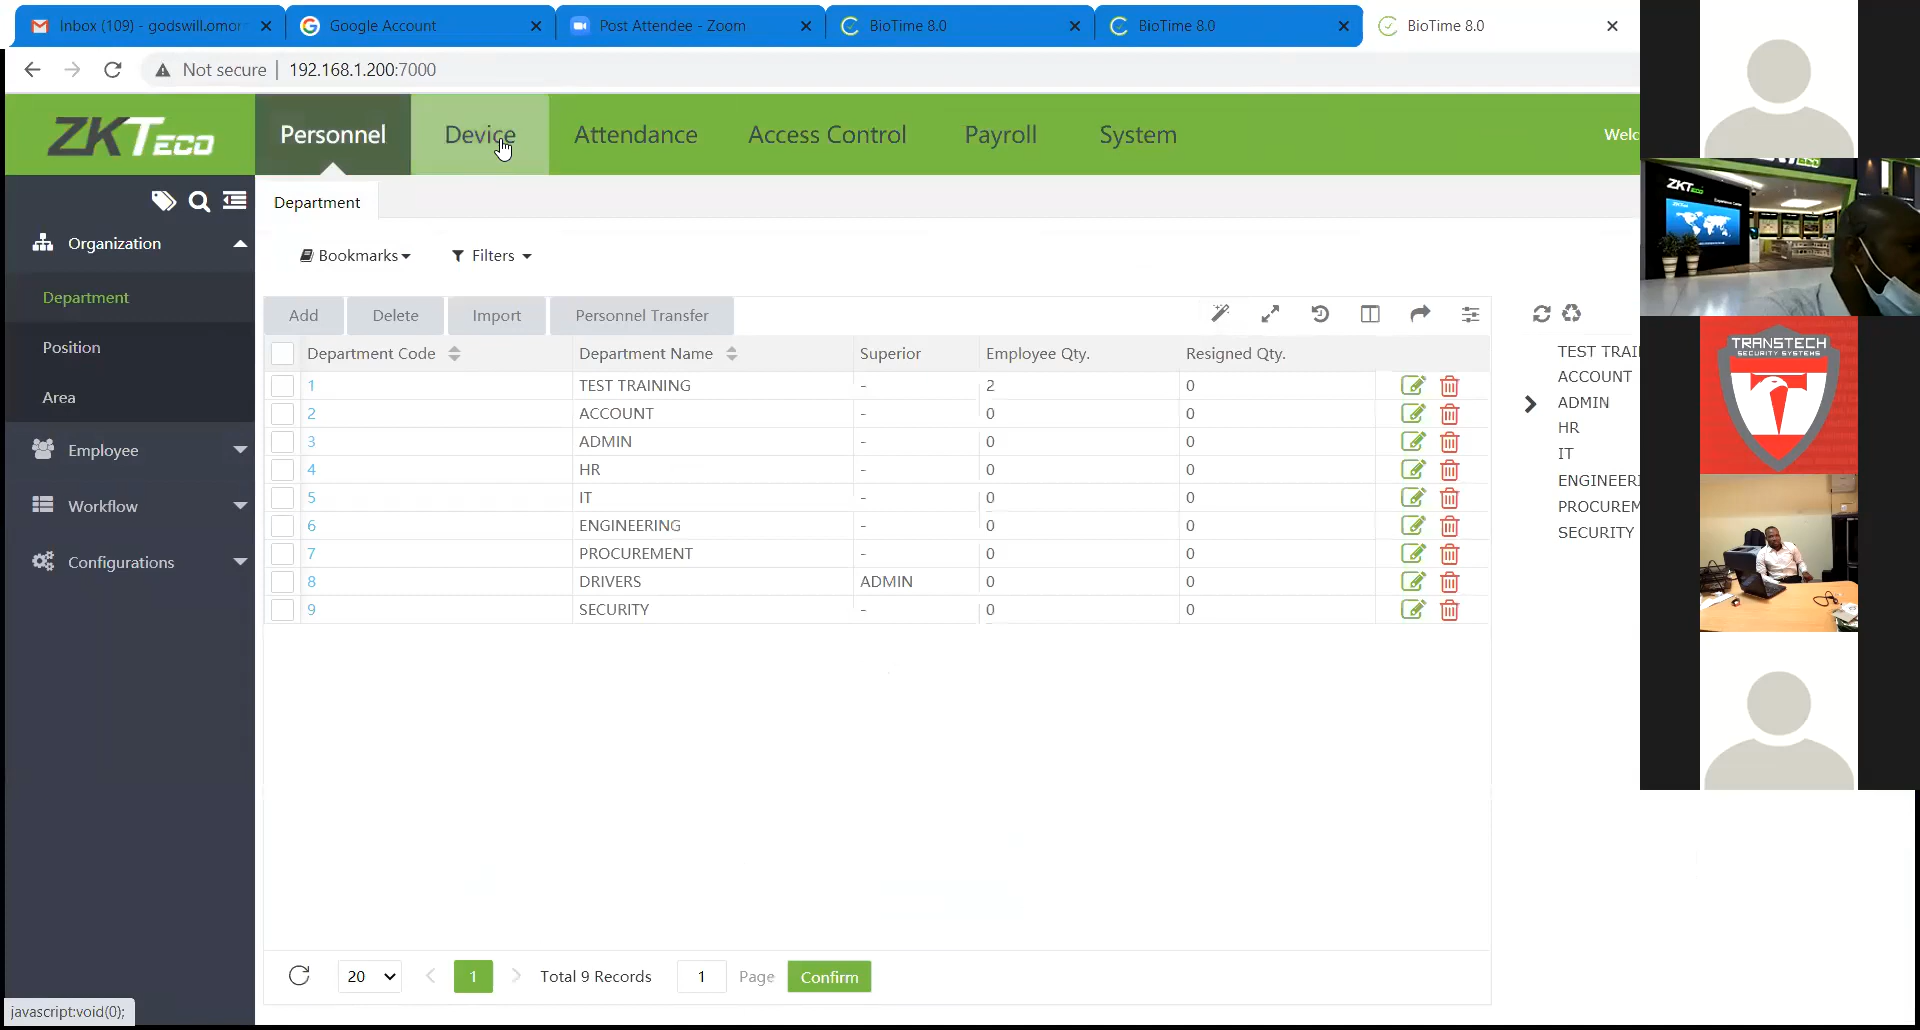 Inbox (109) - godswill.omor
Google Account
Post Attendee - Zoom
BioTime 8.0
BioTime 8.0
BioTime 8.0
Not secure
192.168.1.200:7000
ZKTECO
Personnel
Device
Attendance
Access Control
Payroll
System
Welc
Organization
Department
Position
Area
Employee
Workflow
Configurations
Department
Bookmarks
Filters
Add
Delete
Import
Personnel Transfer
Department Code Department Name Superior Employee Qty. Resigned Qty.
1 TEST TRAINING - 2 0
2 ACCOUNT - 0 0
3 ADMIN - 0 0
4 HR - 0 0
5 IT - 0 0
6 ENGINEERING - 0 0
7 PROCUREMENT - 0 0
8 DRIVERS ADMIN 0 0
9 SECURITY - 0 0
TEST TRAI
ACCOUNT
ADMIN
HR
IT
ENGINEERI
PROCUREM
SECURITY
20
1
Total 9 Records
1
Page
Confirm
javascript:void(0);
ZKTeco
TRANSTECH
SECURITY SYSTEMS